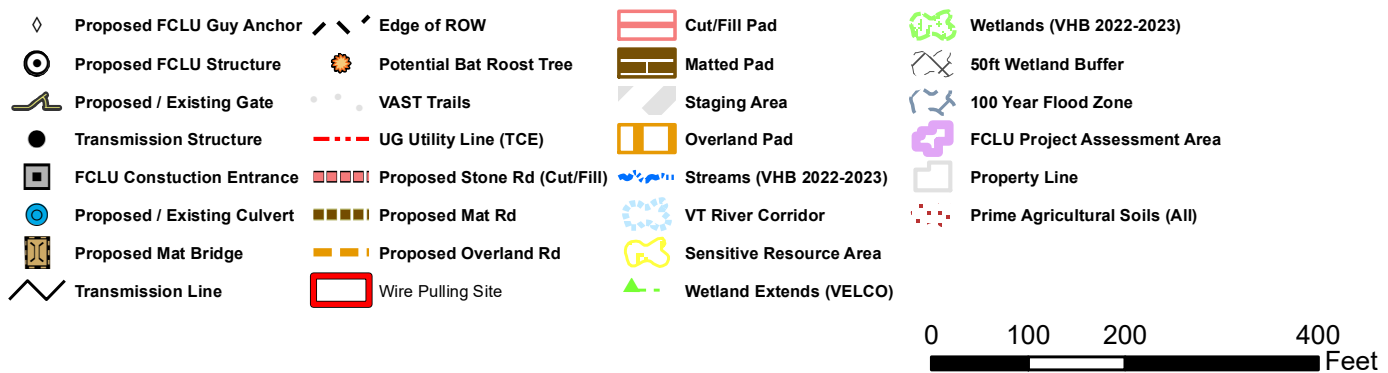 Proposed FCLU Guy Anchor
Proposed FCLU Structure
Proposed / Existing Gate
Transmission Structure
FCLU Constuction Entrance
Proposed / Existing Culvert
Proposed Mat Bridge
Transmission Line
Edge of ROW
Potential Bat Roost Tree
VAST Trails
UG Utility Line (TCE)
Proposed Stone Rd (Cut/Fill)
Proposed Mat Rd
Proposed Overland Rd
Wire Pulling Site
Cut/Fill Pad
Matted Pad
Staging Area
Overland Pad
Streams (VHB 2022-2023)
VT River Corridor
Sensitive Resource Area
Wetland Extends (VELCO)
Wetlands (VHB 2022-2023)
50ft Wetland Buffer
100 Year Flood Zone
FCLU Project Assessment Area
Property Line
Prime Agricultural Soils (All)
0 100 200 400
Feet